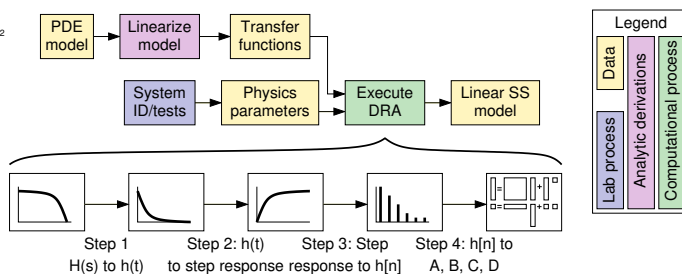 2
PDE
model
Linearize
model
Transfer
functions
System
ID/tests
Physics
parameters
Execute
DRA
Linear SS
model
Step 1
H(s) to h(t)
Step 2: h(t)
to step response
Step 3: Step
response to h[n]
Step 4: h[n] to
A, B, C, D
Legend
Data
Lab process
Analytic derivations
Computational process